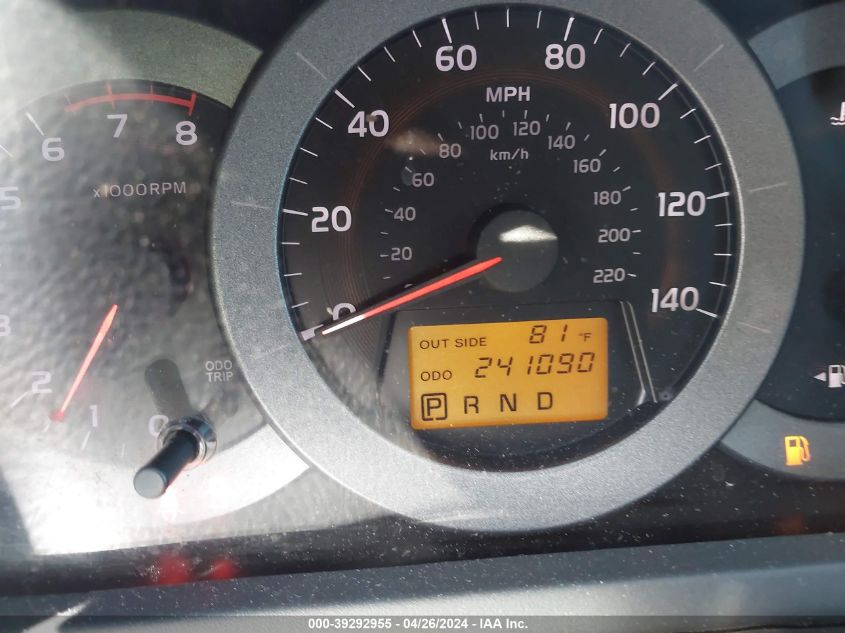 60 80
MPH
40 100
100 120
80 140
km/h
60 160
20 40 180 120
200
20 220
0 140
5 6 7 8
x1000RPM
3
2
1
0
ODO
TRIP
OUT SIDE 81 °F
ODO 241090
P R N D
000-39292955 - 04/26/2024 - IAA Inc.